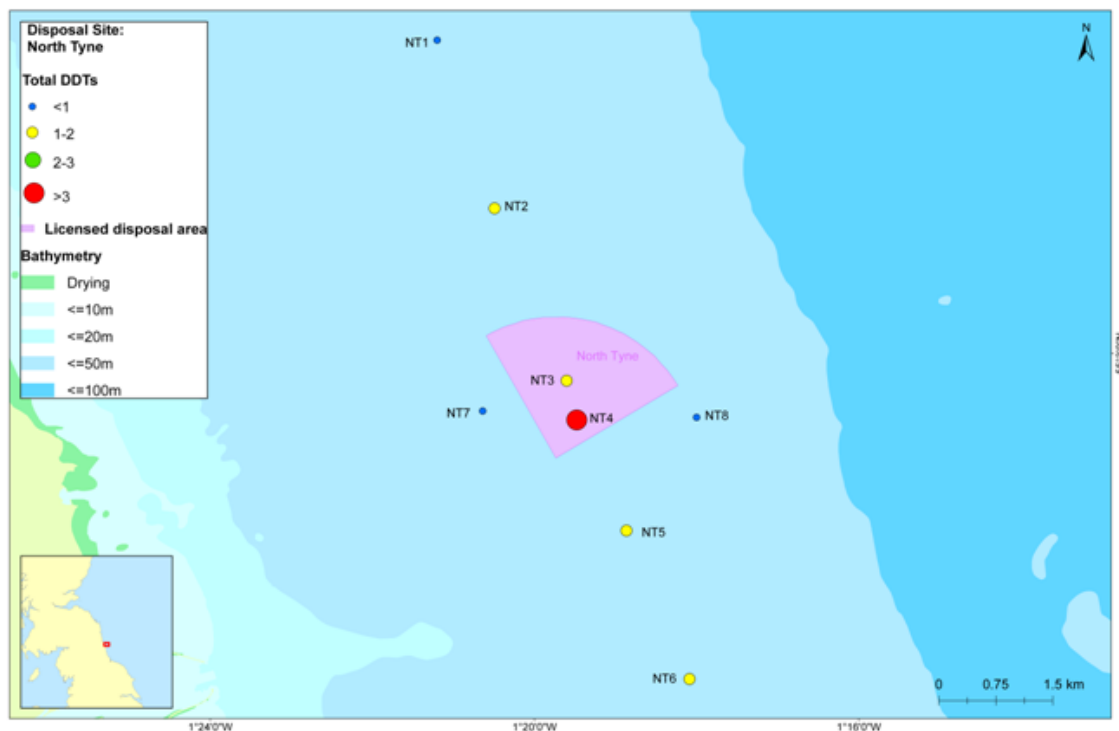 Disposal Site:
North Tyne
Total DDTs
<1
1-2
2-3
>3
Licensed disposal area
Bathymetry
Drying
<=10m
<=20m
<=50m
<=100m
N
NT1
NT2
North Tyne
NT3
NT4
NT7
NT8
NT5
NT6
0 0.75 1.5 km
1°24'0"W 1°20'0"W 1°16'0"W